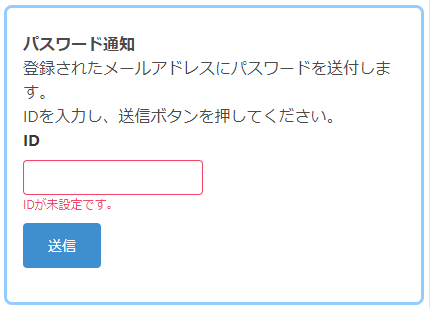 パスワード通知
登録されたメールアドレスにパスワードを送付しま
す。
IDを入力し、送信ボタンを押してください。
ID
IDが未設定です。
送信